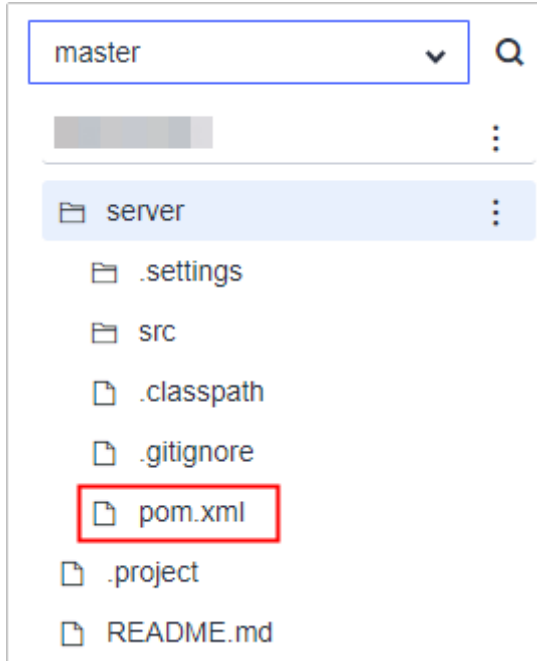 master
server
.settings
src
.classpath
.gitignore
pom.xml
.project
README.md